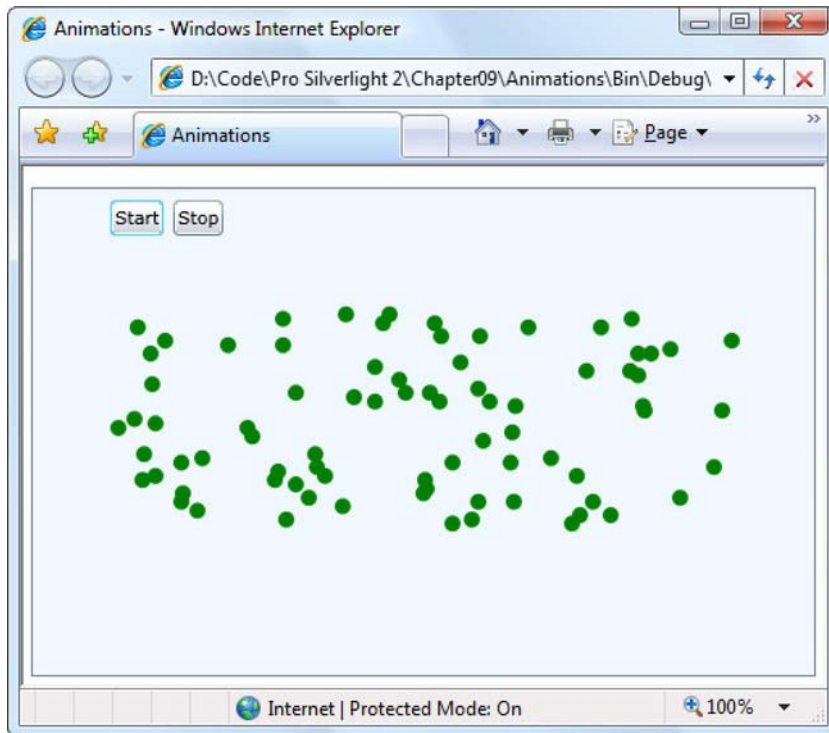 Animations - Windows Internet Explorer
D:\Code\Pro Silverlight 2\Chapter09\Animations\Bin\Debug\
Animations
Page
Start Stop
Internet | Protected Mode: On
100%